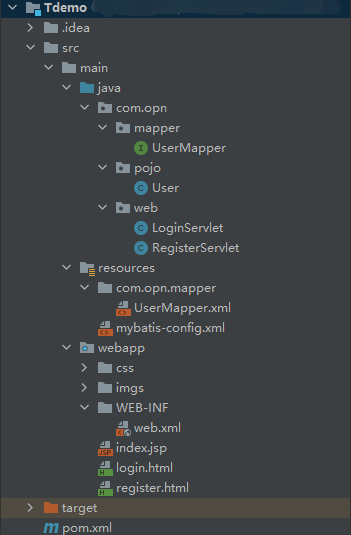 Tdemo
.idea
src
main
java
com.opn
mapper
UserMapper
pojo
User
web
LoginServlet
RegisterServlet
resources
com.opn.mapper
UserMapper.xml
mybatis-config.xml
webapp
css
imgs
WEB-INF
web.xml
index.jsp
login.html
register.html
target
pom.xml